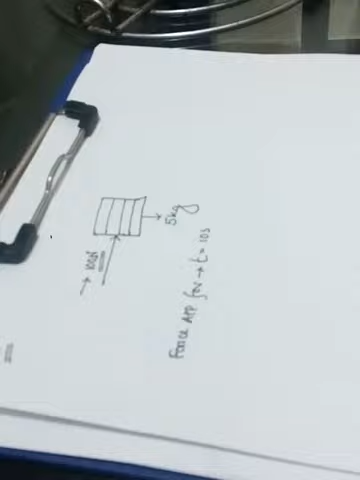 → 100N
5kg
Force APP for → t = 10s